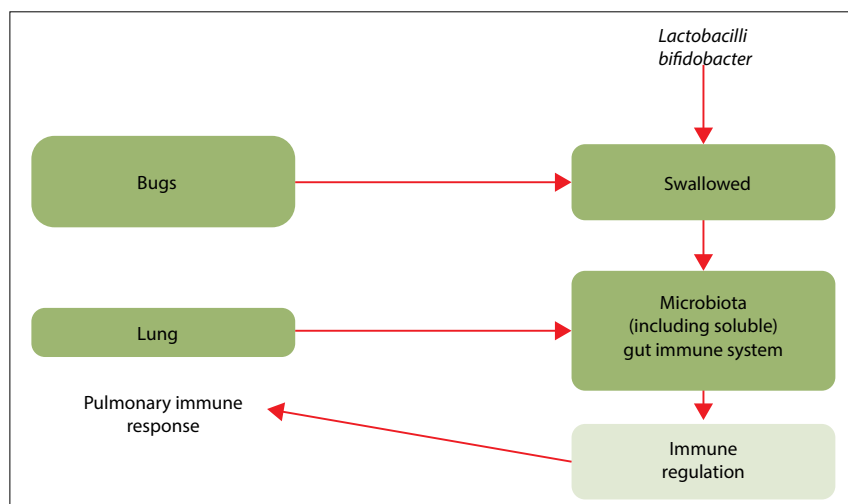 Lactobacilli
bifidobacter
Bugs
Swallowed
Lung
Microbiota
(including soluble)
gut immune system
Pulmonary immune
response
Immune
regulation